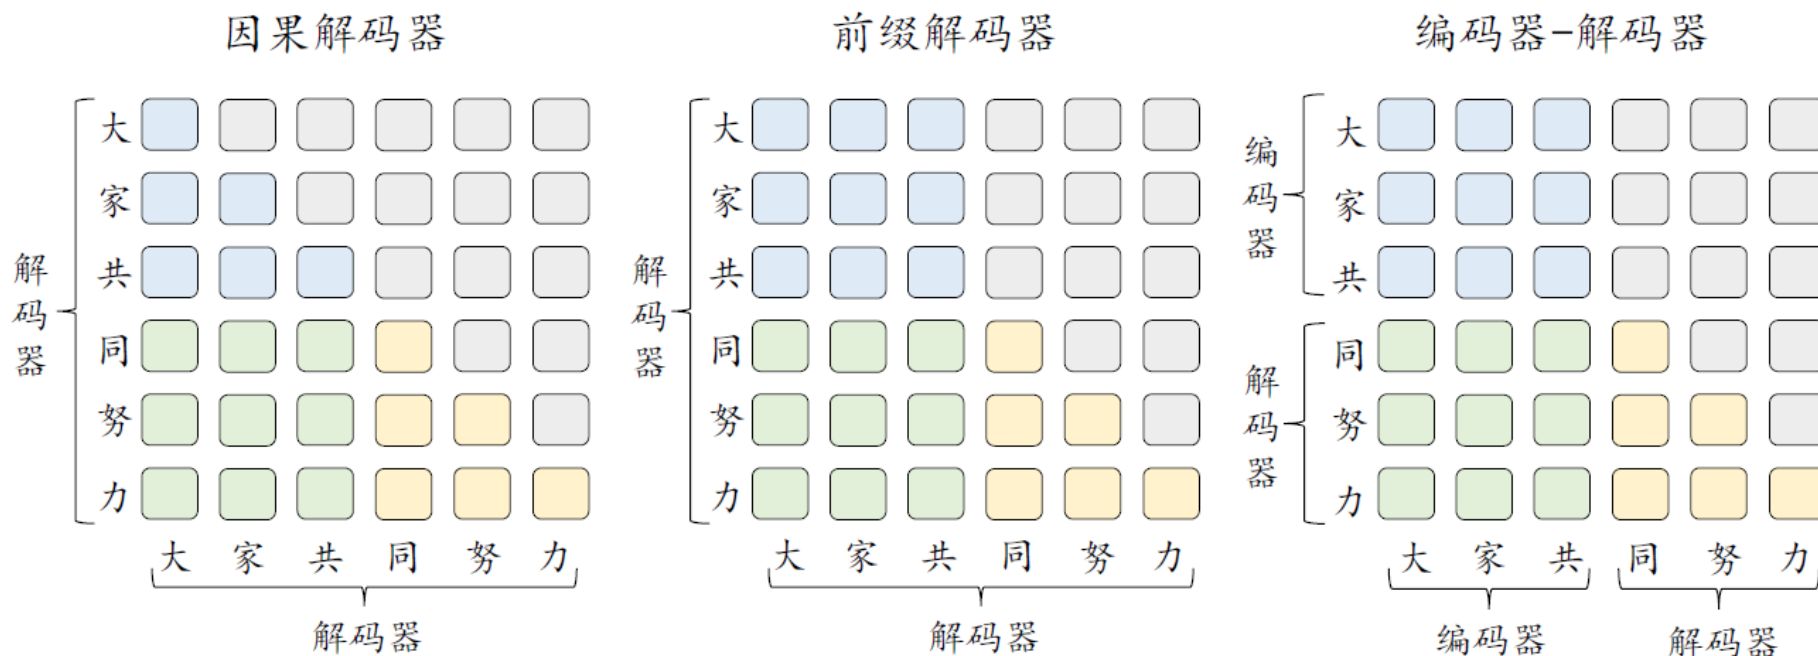 因果解码器
大
家
共
同
努
力
解码器
大 家 共 同 努 力
解码器
前缀解码器
大
家
共
同
努
力
解码器
大 家 共 同 努 力
解码器
编码器-解码器
编码器
大
家
共
解码器
同
努
力
大 家 共 同 努 力
编码器 解码器